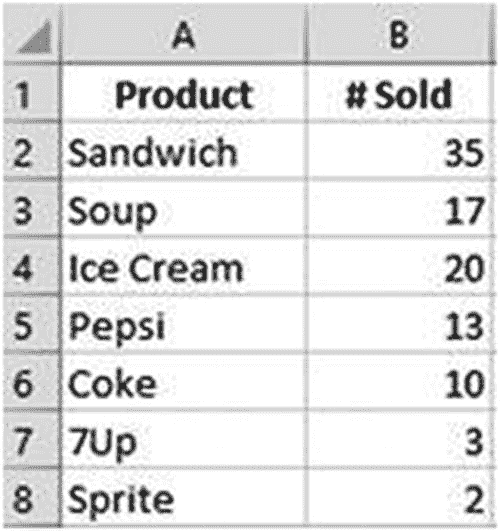 A B
1 Product # Sold
2 Sandwich 35
3 Soup 17
4 Ice Cream 20
5 Pepsi 13
6 Coke 10
7 7Up 3
8 Sprite 2